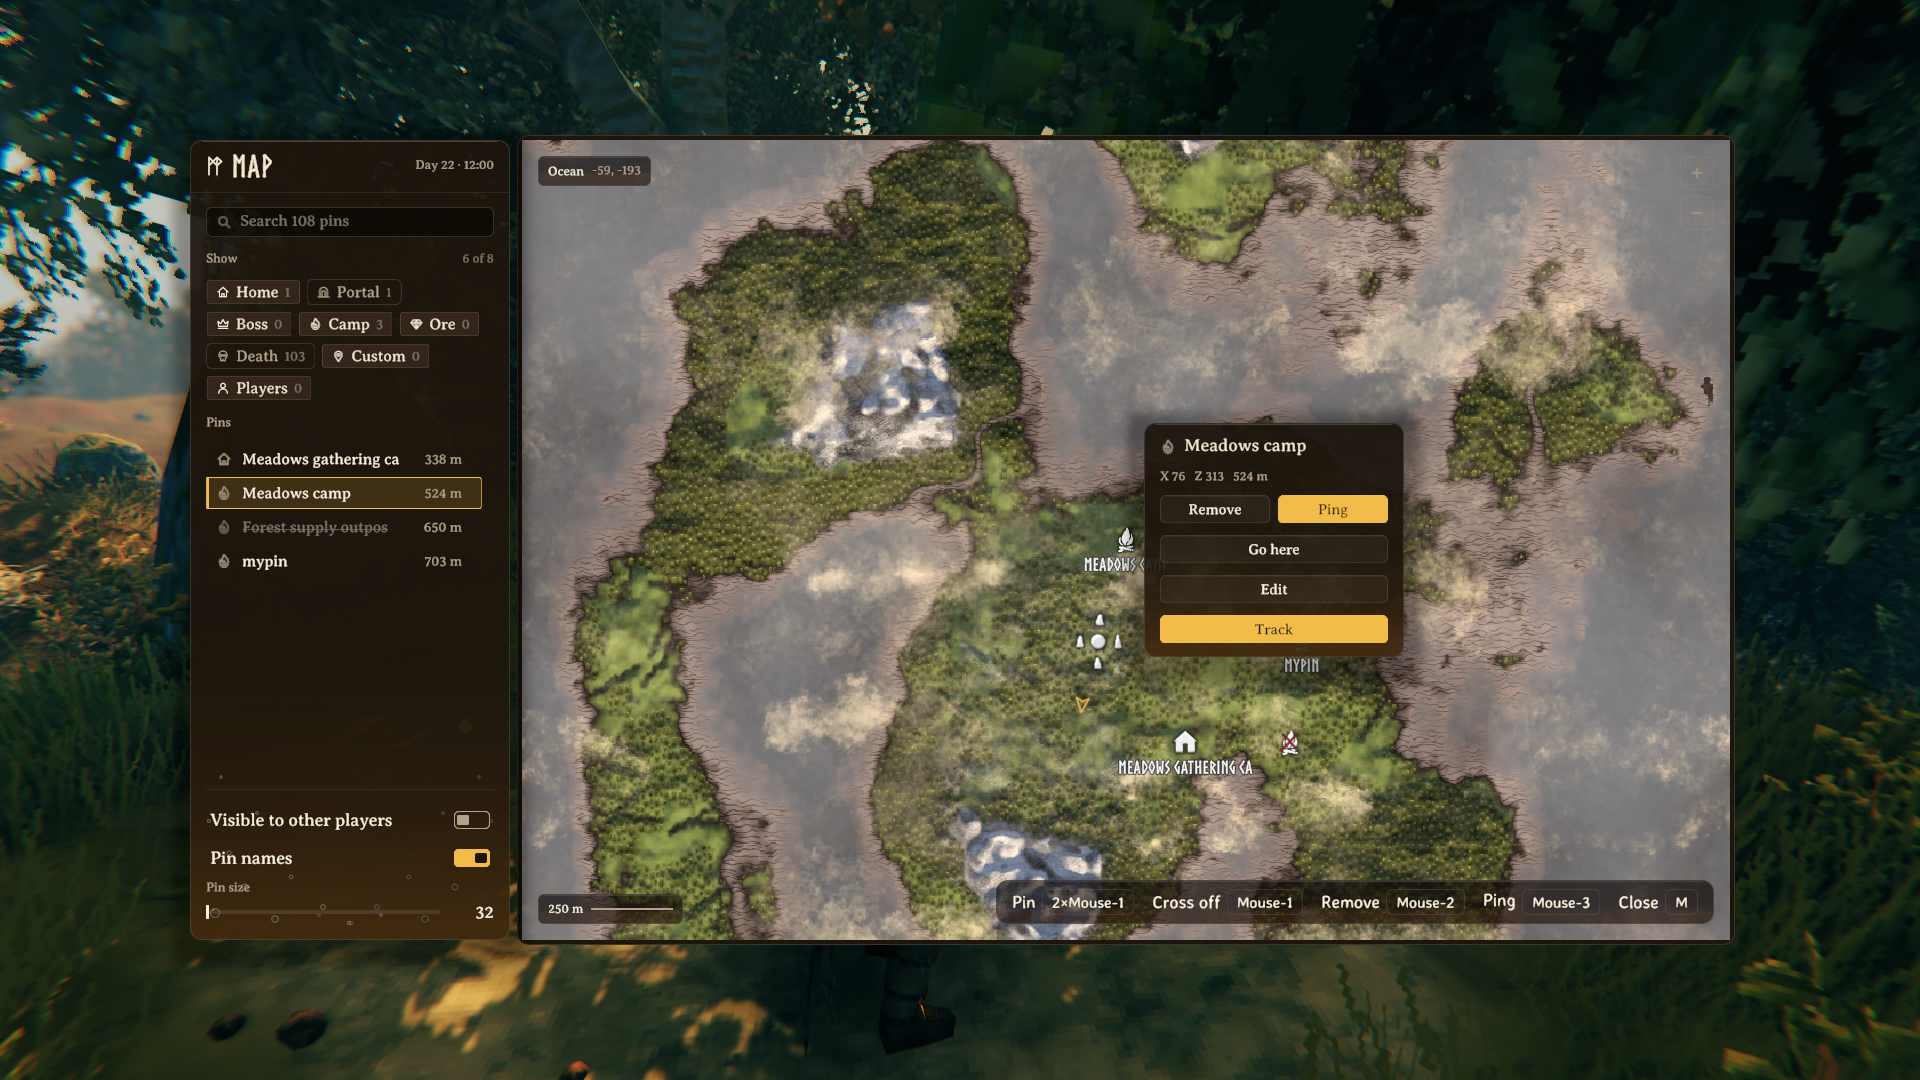 MAP
Day 22 · 12:00
Search 108 pins
Show
6 of 8
Home 1
Portal 1
Boss 0
Camp 3
Ore 0
Death 103
Custom 0
Players 0
Pins
Meadows gathering ca 338 m
Meadows camp 524 m
Forest supply outpos 650 m
mypin 703 m
Visible to other players
Pin names
Pin size
32
Ocean -59, -193
Meadows camp
X 76 Z 313 524 m
Remove
Ping
Go here
Edit
Track
MEADOWS CAMP
MYPIN
MEADOWS GATHERING CA
250 m
Pin 2×Mouse-1 Cross off Mouse-1 Remove Mouse-2 Ping Mouse-3 Close M